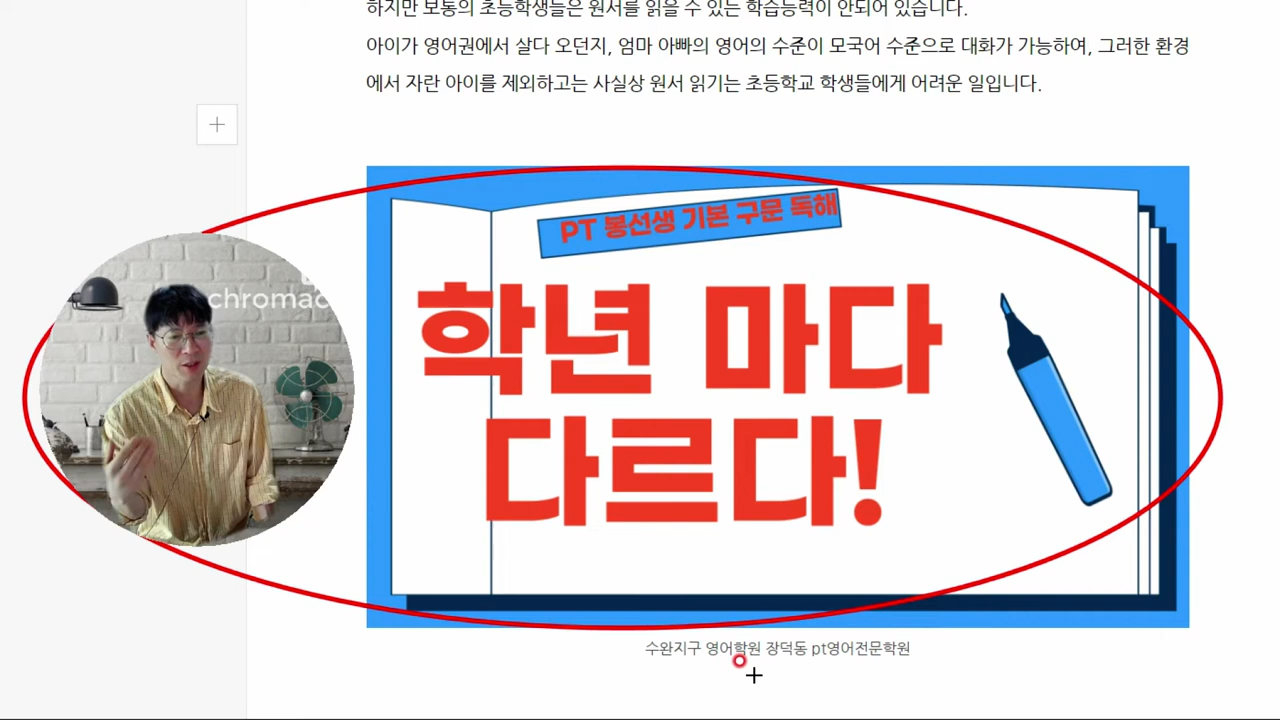 하지만 보통의 초등학생들은 원서를 읽을 수 있는 학습능력이 안되어 있습니다.
아이가 영어권에서 살다 오던지, 엄마 아빠의 영어의 수준이 모국어 수준으로 대화가 가능하여, 그러한 환경
에서 자란 아이를 제외하고는 사실상 원서 읽기는 초등학교 학생들에게 어려운 일입니다.
PT 봉선생 기본 구문 독해
학년 마다
다르다!
chromac
수완지구 영어학원 장덕동 pt영어전문학원